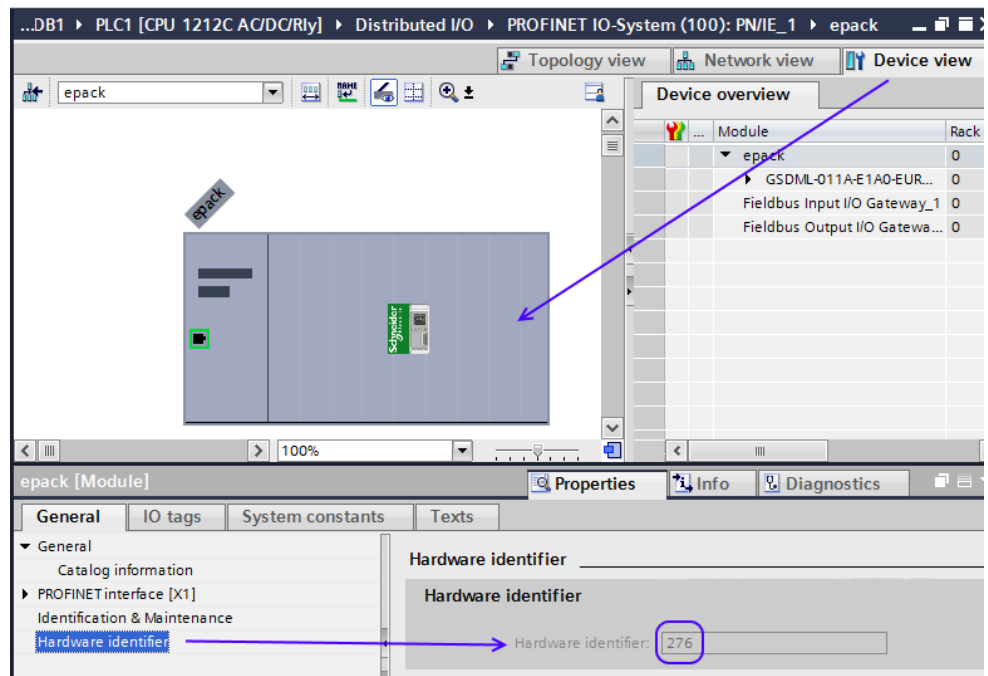 ...DB1 ▸ PLC1 [CPU 1212C AC/DC/Rly] ▸ Distributed I/O ▸ PROFINET IO-System (100): PN/IE_1 ▸ epack
Topology view Network view Device view
epack
Device overview
... Module Rack
epack 0
GSDML-011A-E1A0-EUR... 0
Fieldbus Input I/O Gateway_1 0
Fieldbus Output I/O Gatewa... 0
epack
Schneider
Electric
100%
epack [Module] Properties Info Diagnostics
General IO tags System constants Texts
General
Catalog information
PROFINET interface [X1]
Identification & Maintenance
Hardware identifier
Hardware identifier
Hardware identifier
Hardware identifier: 276